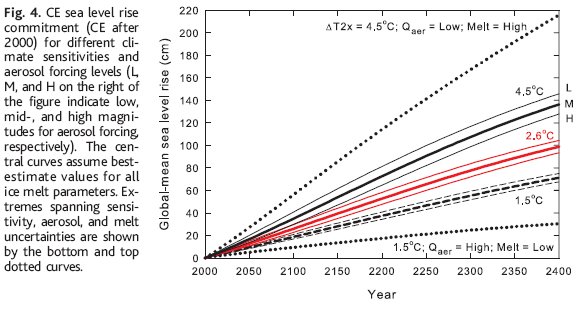 Fig. 4. CE sea level rise
commitment (CE after
2000) for different cli-
mate sensitivities and
aerosol forcing levels (L,
M, and H on the right of
the figure indicate low,
mid-, and high magni-
tudes for aerosol forcing,
respectively). The cen-
tral curves assume best-
estimate values for all
ice melt parameters. Ex-
tremes spanning sensi-
tivity, aerosol, and melt
uncertainties are shown
by the bottom and top
dotted curves.
Global-mean sea level rise (cm)
220
200
180
160
140
120
100
80
60
40
20
0
ΔT2x = 4.5°C; Qaer = Low; Melt = High
4.5°C
L
M
H
2.6°C
1.5°C
1.5°C; Qaer = High; Melt = Low
2000 2050 2100 2150 2200 2250 2300 2350 2400
Year